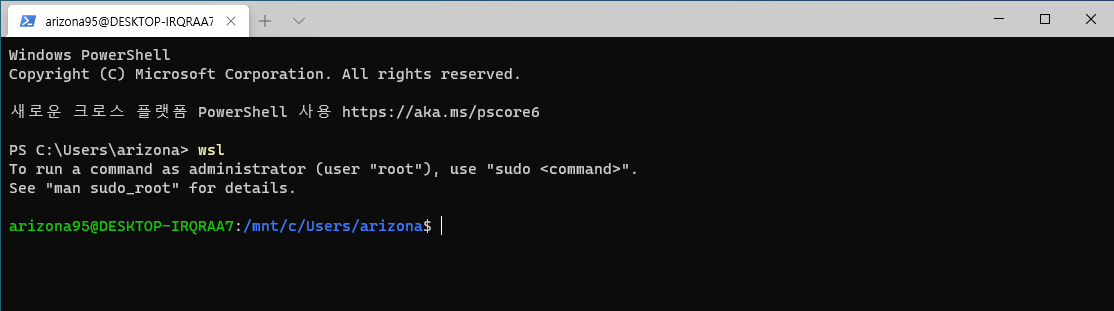 arizona95@DESKTOP-IRQRAA7
Windows PowerShell
Copyright (C) Microsoft Corporation. All rights reserved.
새로운 크로스 플랫폼 PowerShell 사용 https://aka.ms/pscore6
PS C:\Users\arizona> wsl
To run a command as administrator (user "root"), use "sudo <command>".
See "man sudo_root" for details.
arizona95@DESKTOP-IRQRAA7:/mnt/c/Users/arizona$